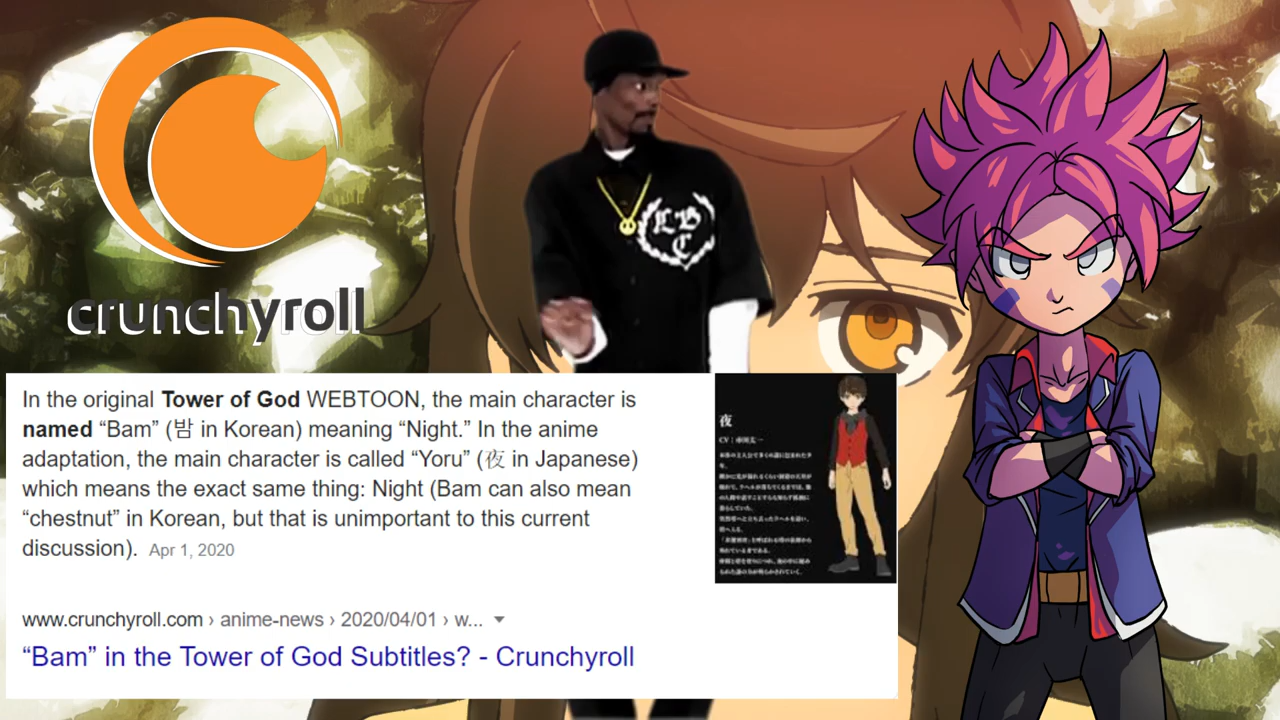 crunchyroll
LBC
In the original Tower of God WEBTOON, the main character is
named “Bam” (밤 in Korean) meaning “Night.” In the anime
adaptation, the main character is called “Yoru” (夜 in Japanese)
which means the exact same thing: Night (Bam can also mean
“chestnut” in Korean, but that is unimportant to this current
discussion). Apr 1, 2020
夜
www.crunchyroll.com › anime-news › 2020/04/01 › w...
“Bam” in the Tower of God Subtitles? - Crunchyroll